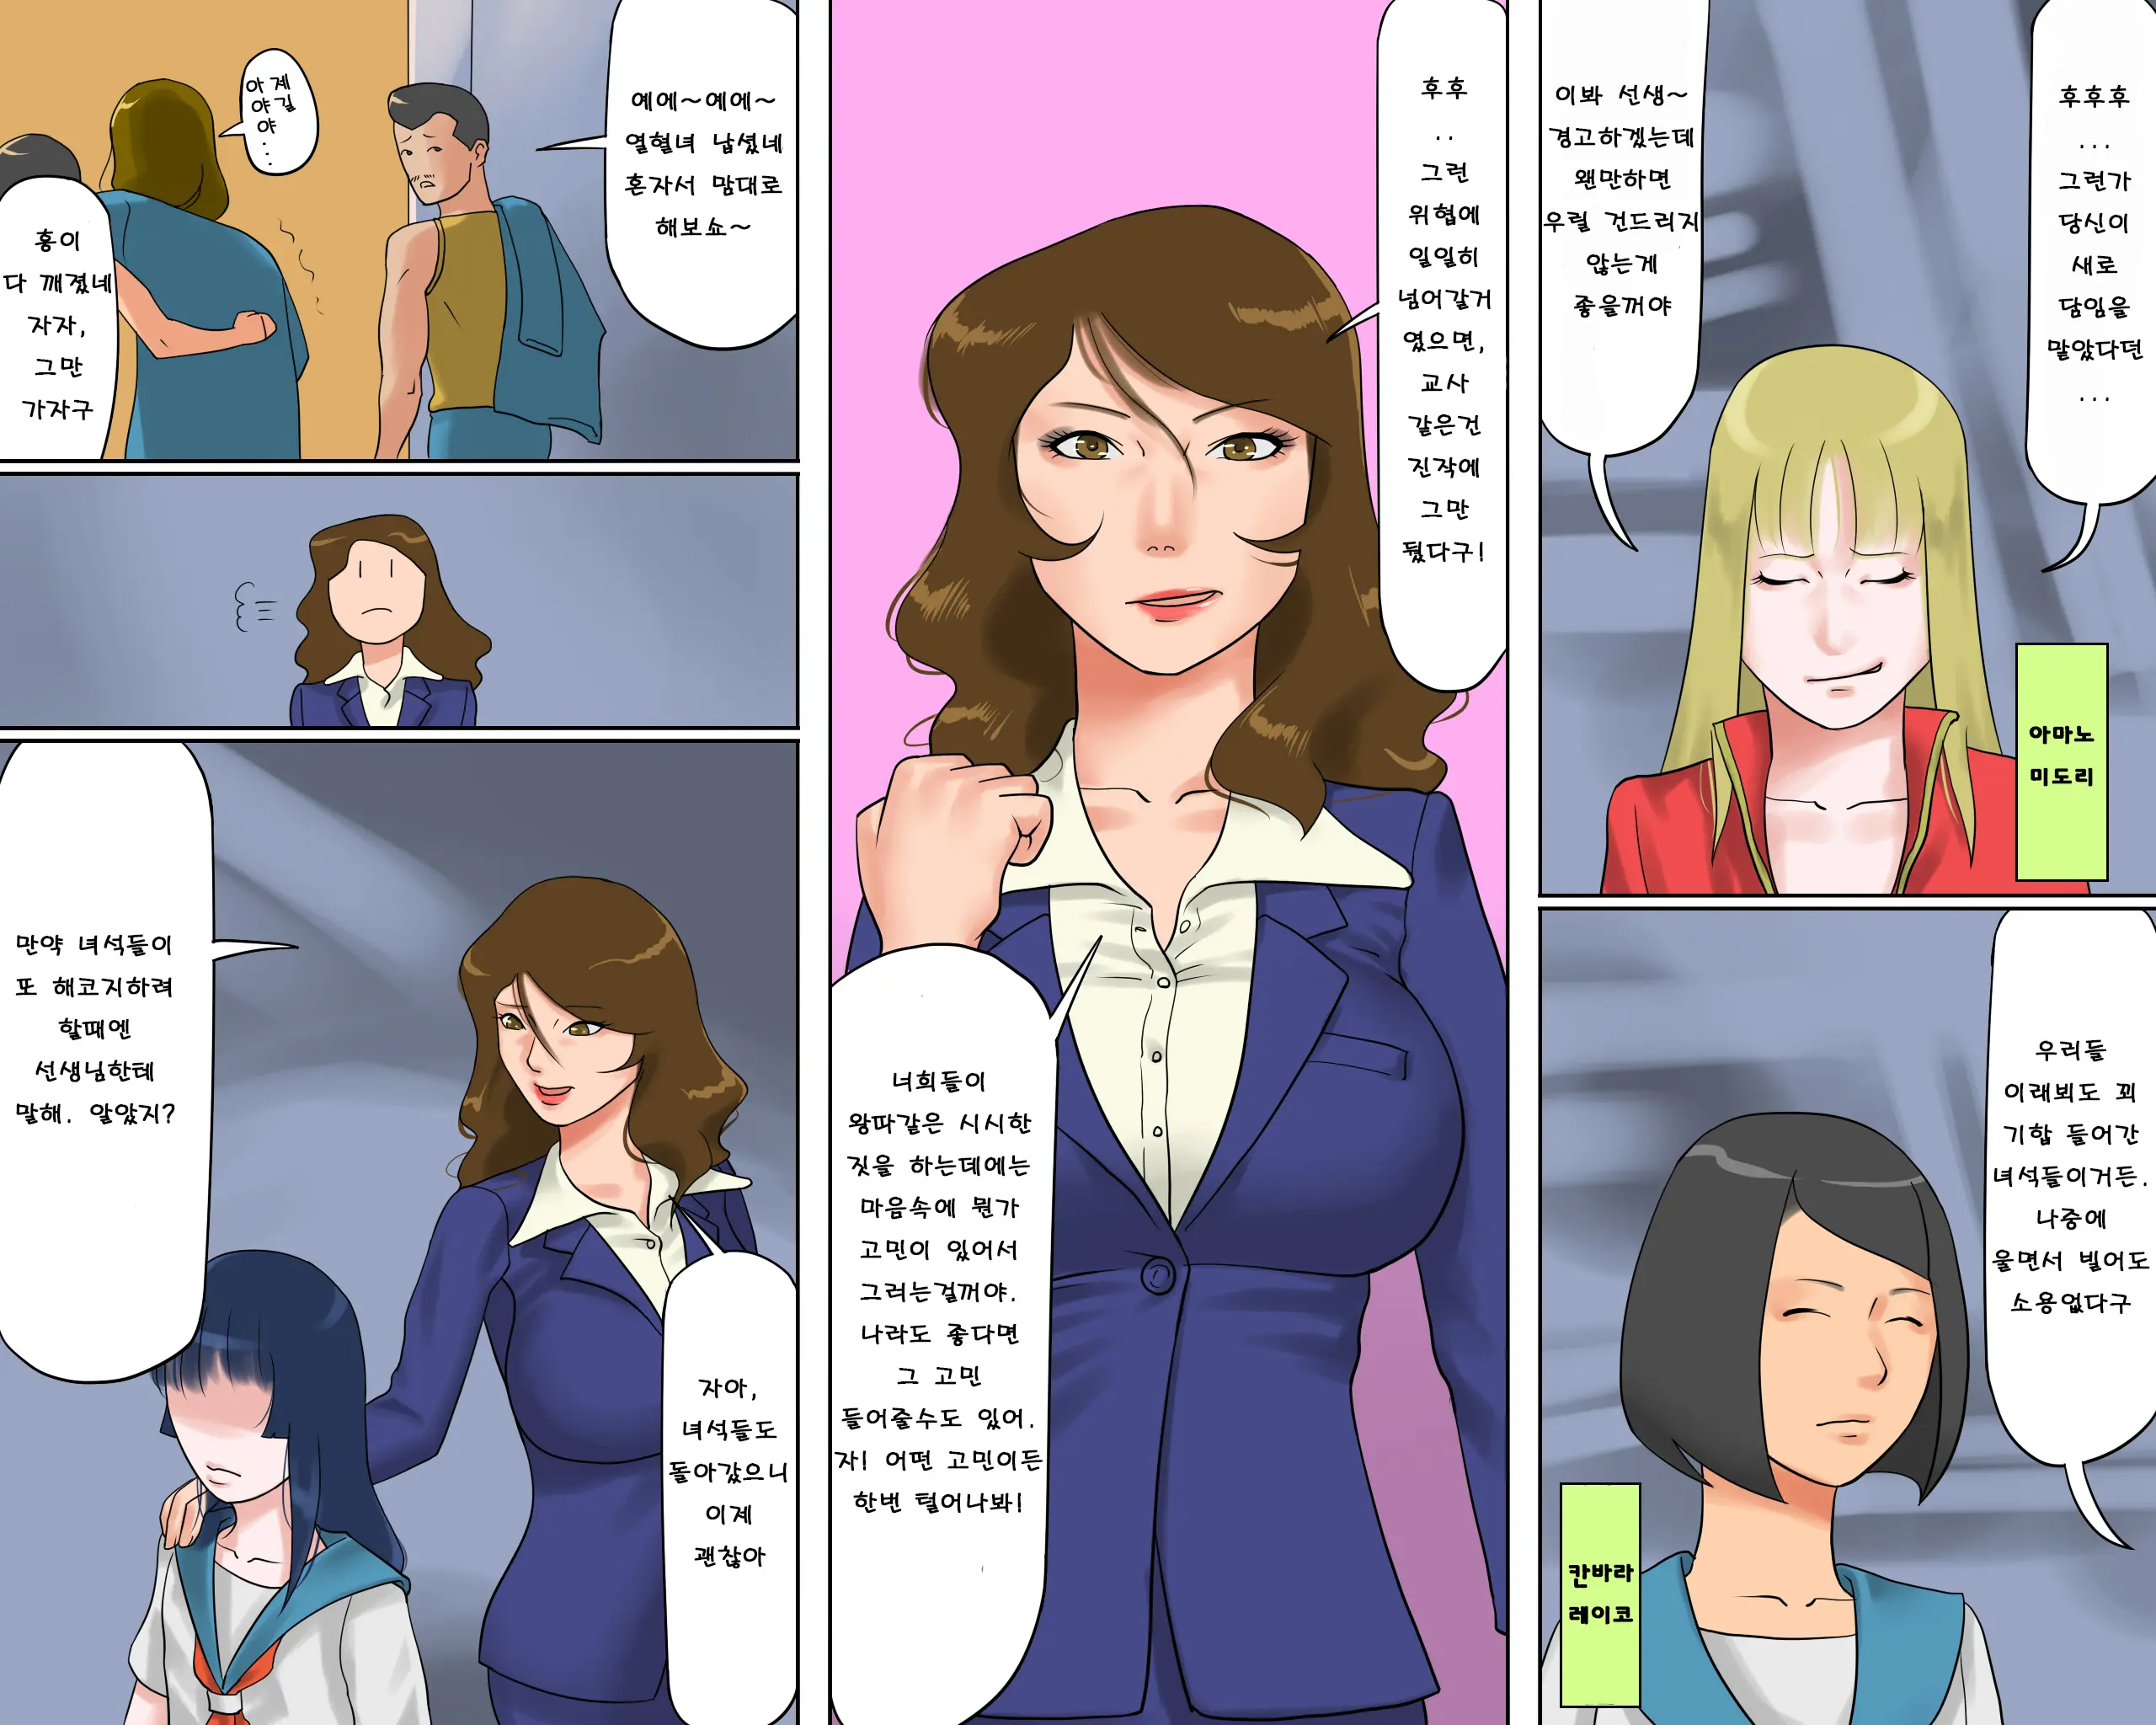 후후후
...
그런가
당신이
새로
담임을
말았다던
...
이봐 선생~
경고하겠는데
왠만하면
우릴 건드리지
않는게
좋을꺼야
아마노
미도리
우리들
이래뵈도 꾀
기합 들어간
녀석들이거든.
나중에
울면서 빌어도
소용없다구
칸바라
레이코
후후
..
그런
위협에
일일히
넘어갈거
였으면,
교사
같은건
진작에
그만
뒀다구!
너희들이
왕따같은 시시한
짓을 하는데에는
마음속에 뭔가
고민이 있어서
그러는걸꺼야.
나라도 좋다면
그 고민
들어줄수도 있어.
자! 어떤 고민이든
한번 털어나봐!
예에~예에~
열혈녀 납셨네
혼자서 맘대로
해보쇼~
제길
아야야...
흥이
다 깨졌네
자자,
그만
가자구
만약 녀석들이
또 해코지하려
할때엔
선생님한테
말해. 알았지?
자아,
녀석들도
돌아갔으니
이제
괜찮아